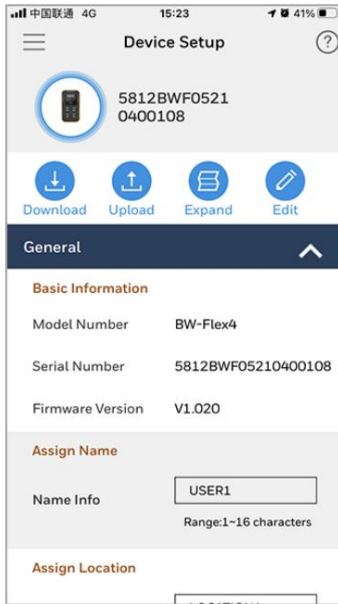 中国联通 4G 15:23 41%
Device Setup ?
5812BWF0521
0400108
Download Upload Expand Edit
General
Basic Information
Model Number BW-Flex4
Serial Number 5812BWF05210400108
Firmware Version V1.020
Assign Name
Name Info USER1
Range:1~16 characters
Assign Location